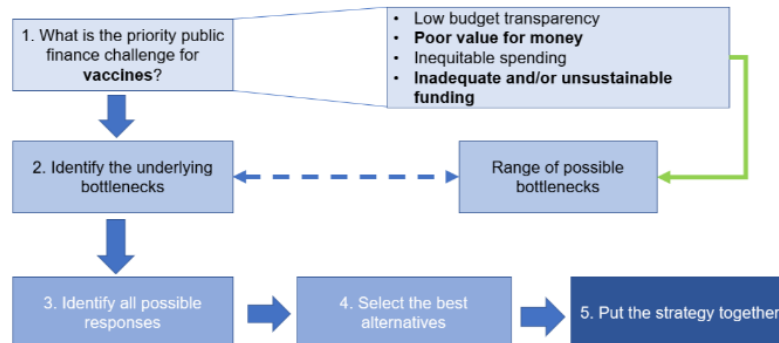 1. What is the priority public
finance challenge for
vaccines?
• Low budget transparency
• Poor value for money
• Inequitable spending
• Inadequate and/or unsustainable
funding
2. Identify the underlying
bottlenecks
Range of possible
bottlenecks
3. Identify all possible
responses
4. Select the best
alternatives
5. Put the strategy together